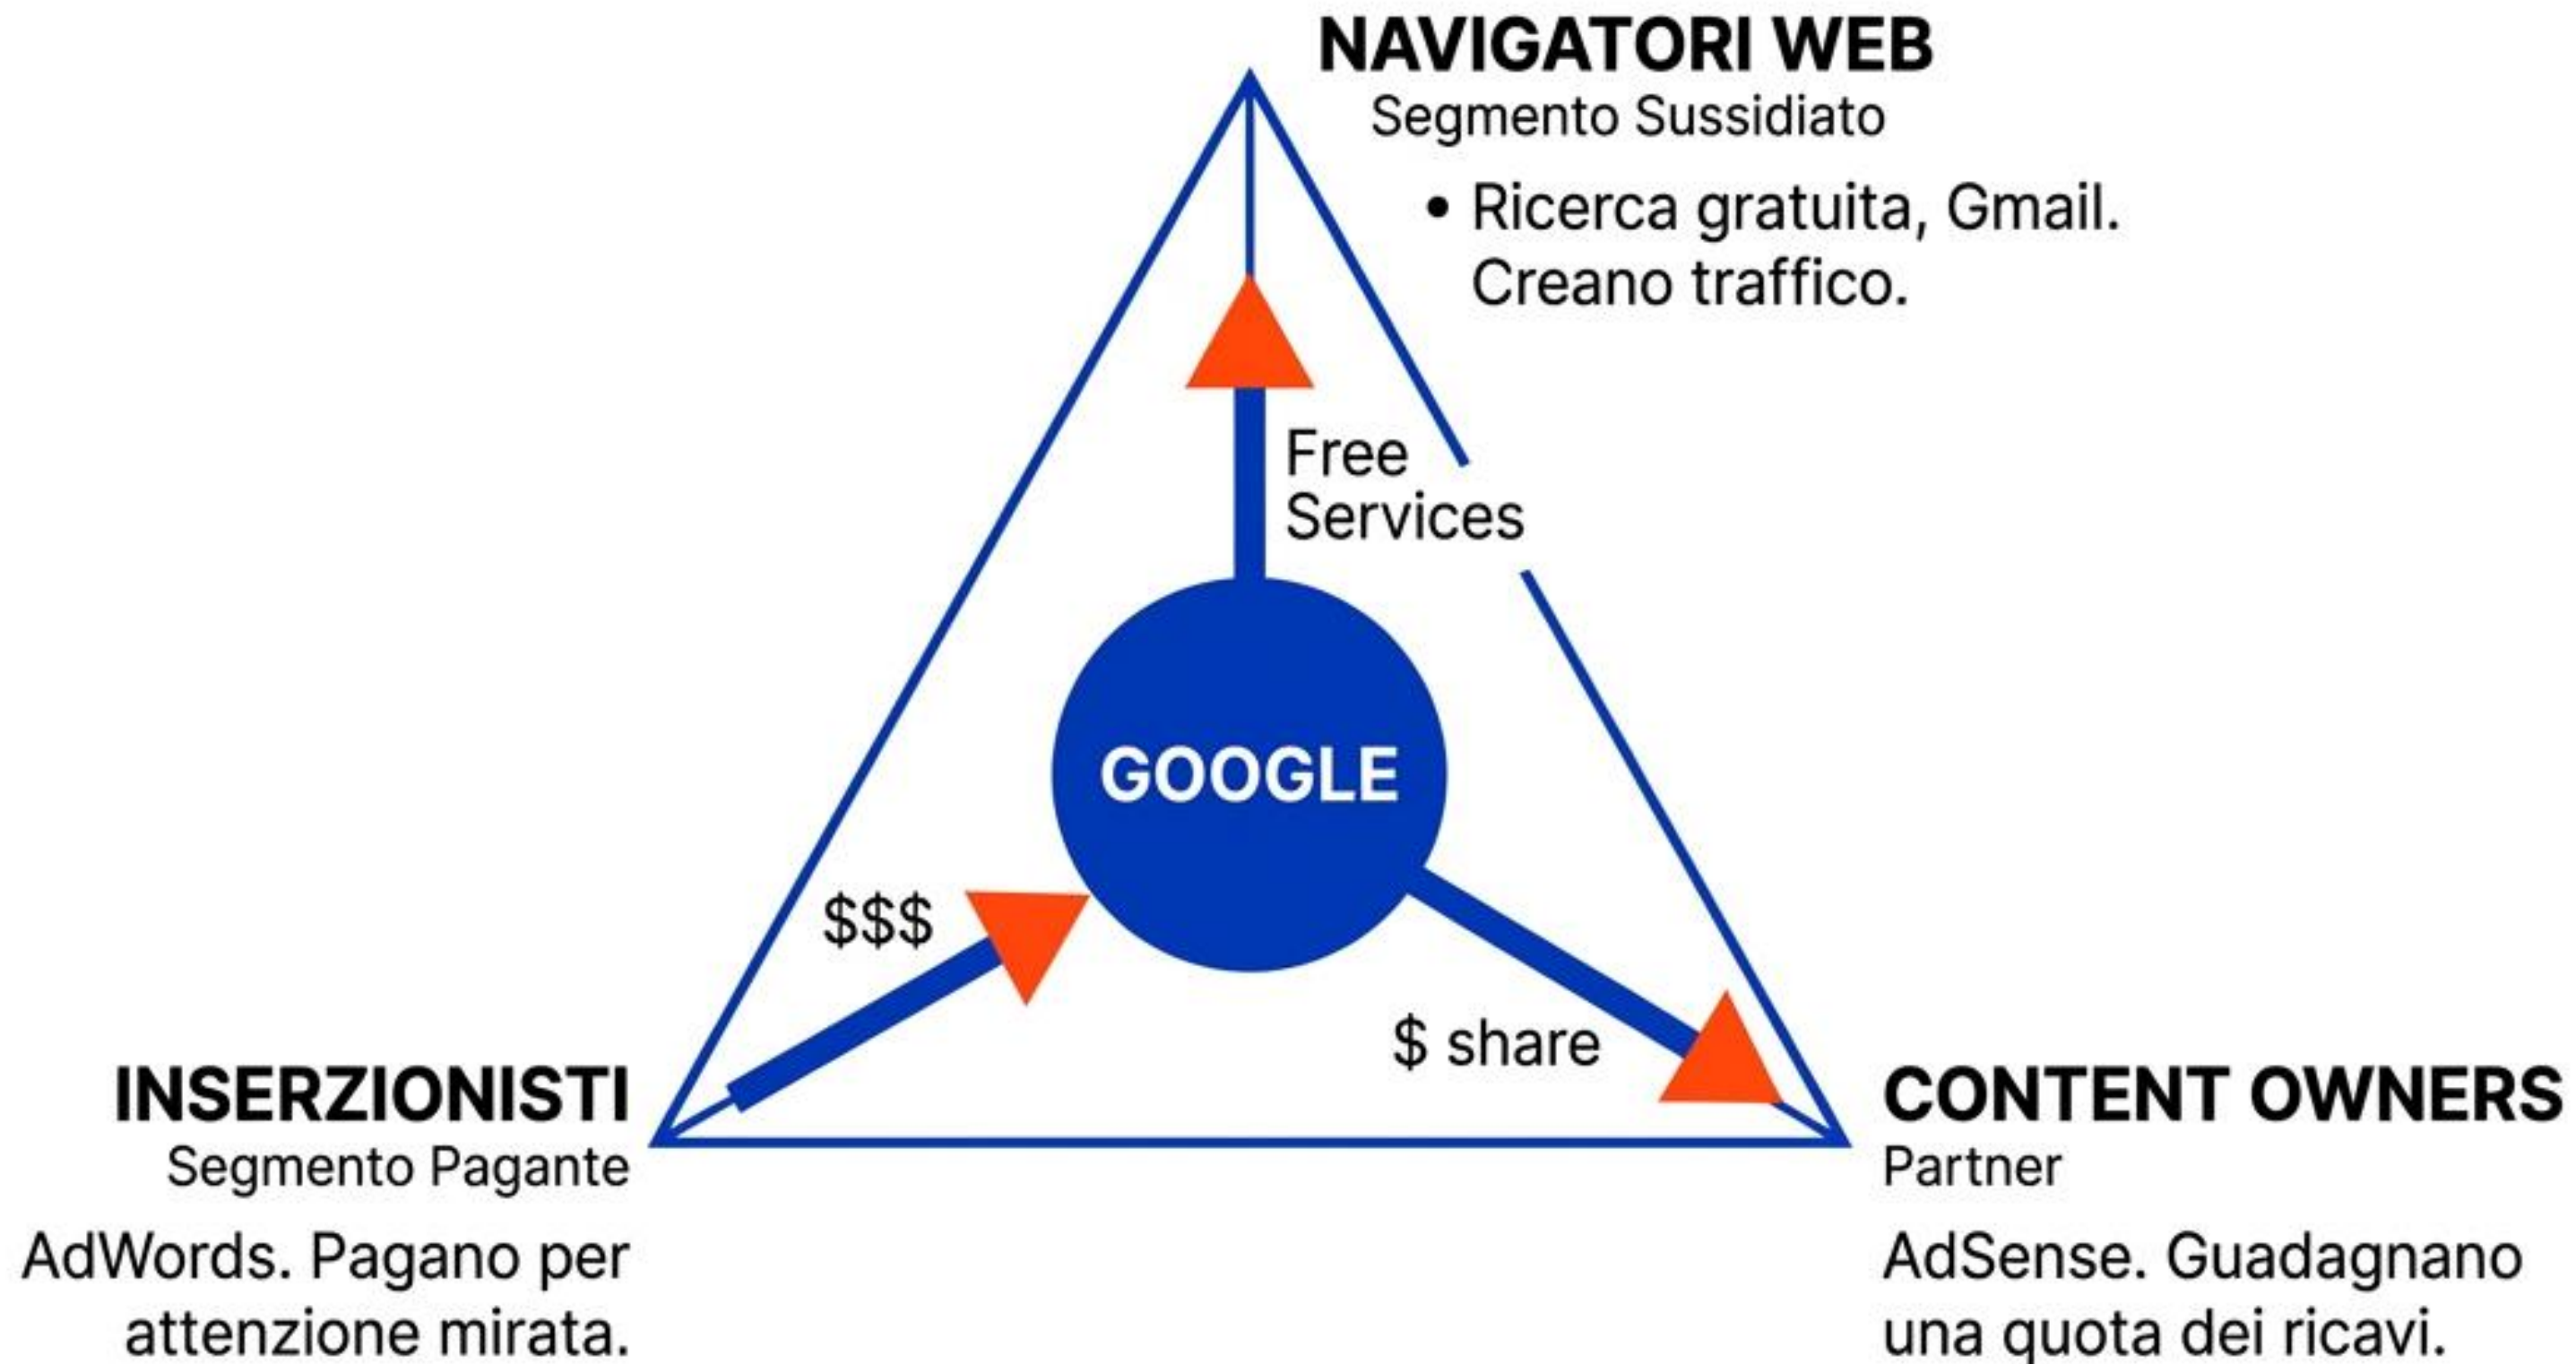 NAVIGATORI WEB
Segmento Sussidiato
• Ricerca gratuita, Gmail.
Creano traffico.
Free
Services
GOOGLE
$$$
$ share
INSERZIONISTI
Segmento Pagante
AdWords. Pagano per
attenzione mirata.
CONTENT OWNERS
Partner
AdSense. Guadagnano
una quota dei ricavi.